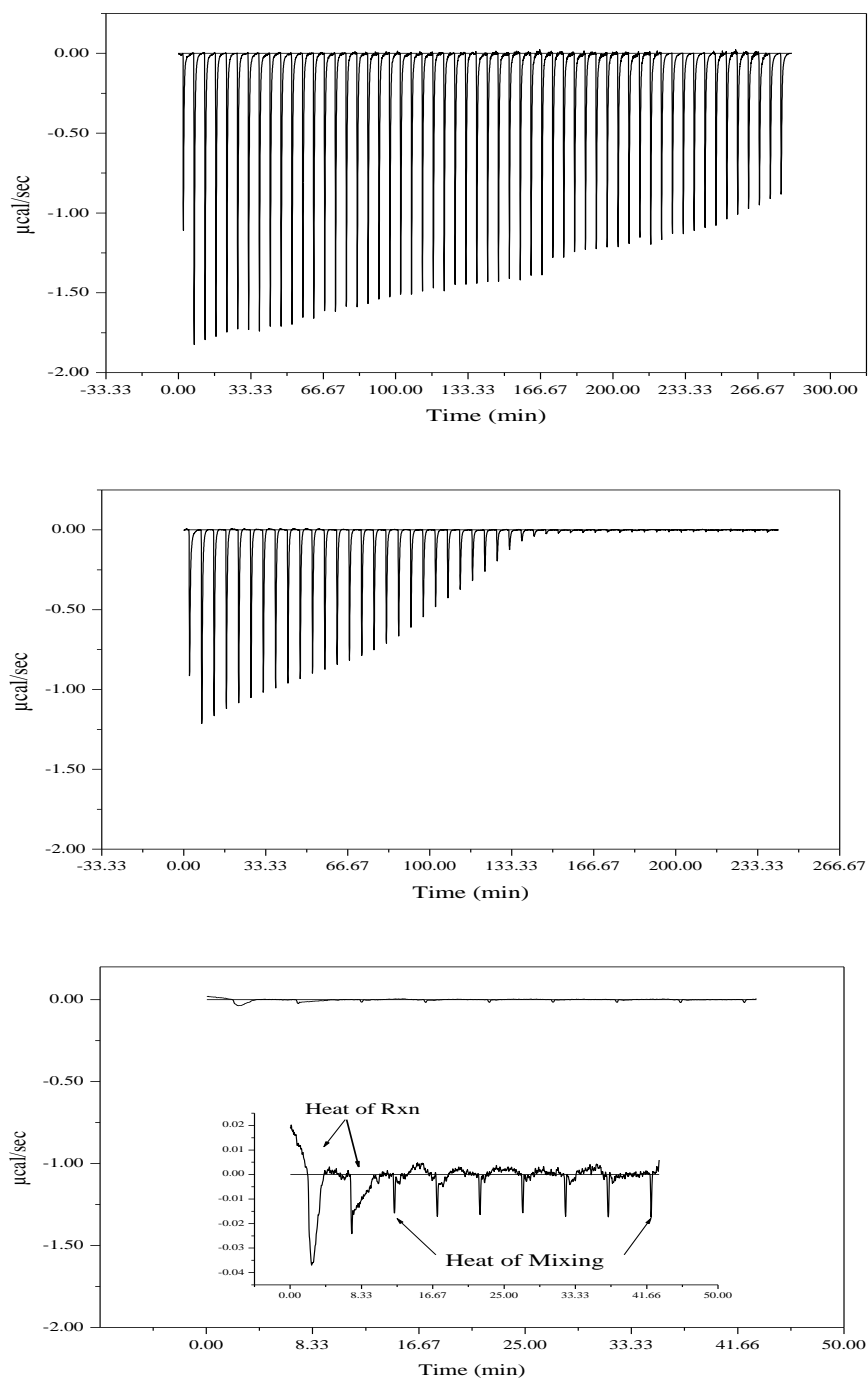 0.00
-0.50
-1.00
-1.50
-2.00
µcal/sec
-33.33 0.00 33.33 66.67 100.00 133.33 166.67 200.00 233.33 266.67 300.00
Time (min)
0.00
-0.50
-1.00
-1.50
-2.00
µcal/sec
-33.33 0.00 33.33 66.67 100.00 133.33 166.67 200.00 233.33 266.67
Time (min)
0.00
-0.50
-1.00
-1.50
-2.00
µcal/sec
Heat of Rxn
0.02
0.01
0.00
-0.01
-0.02
-0.03
-0.04
Heat of Mixing
0.00 8.33 16.67 25.00 33.33 41.66 50.00
0.00 8.33 16.67 25.00 33.33 41.66 50.00
Time (min)